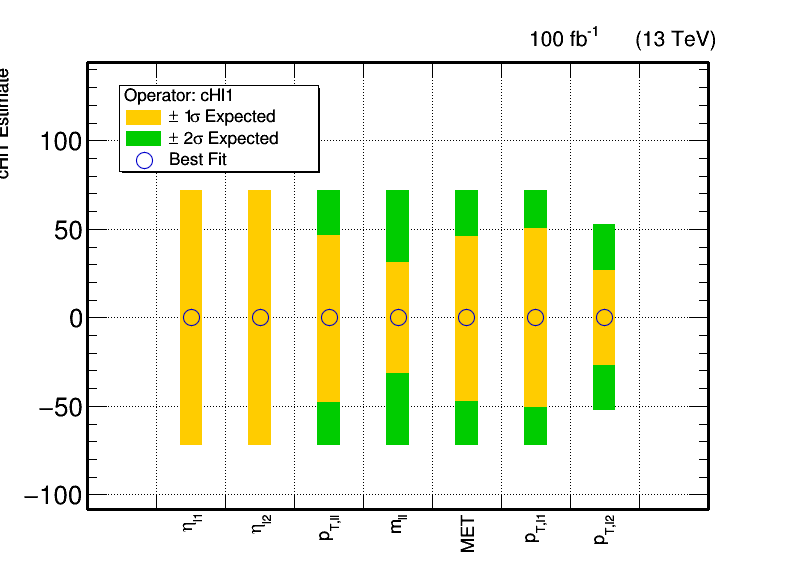 100 fb-1 (13 TeV)
cHl1 Estimate
Operator: cHl1
± 1σ Expected
± 2σ Expected
Best Fit
100
50
0
−50
−100
ηl1
ηl2
pT,ll
mll
MET
pT,l1
pT,l2